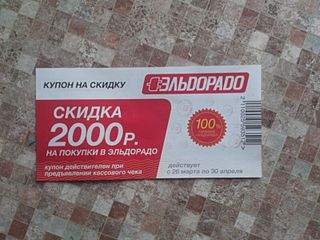 КУПОН НА СКИДКУ
ЭЛЬДОРАДО
СКИДКА
2000Р.
НА ПОКУПКИ В ЭЛЬДОРАДО
купон действителен при
предъявлении кассового чека
100%
действует
с 26 марта по 30 апреля